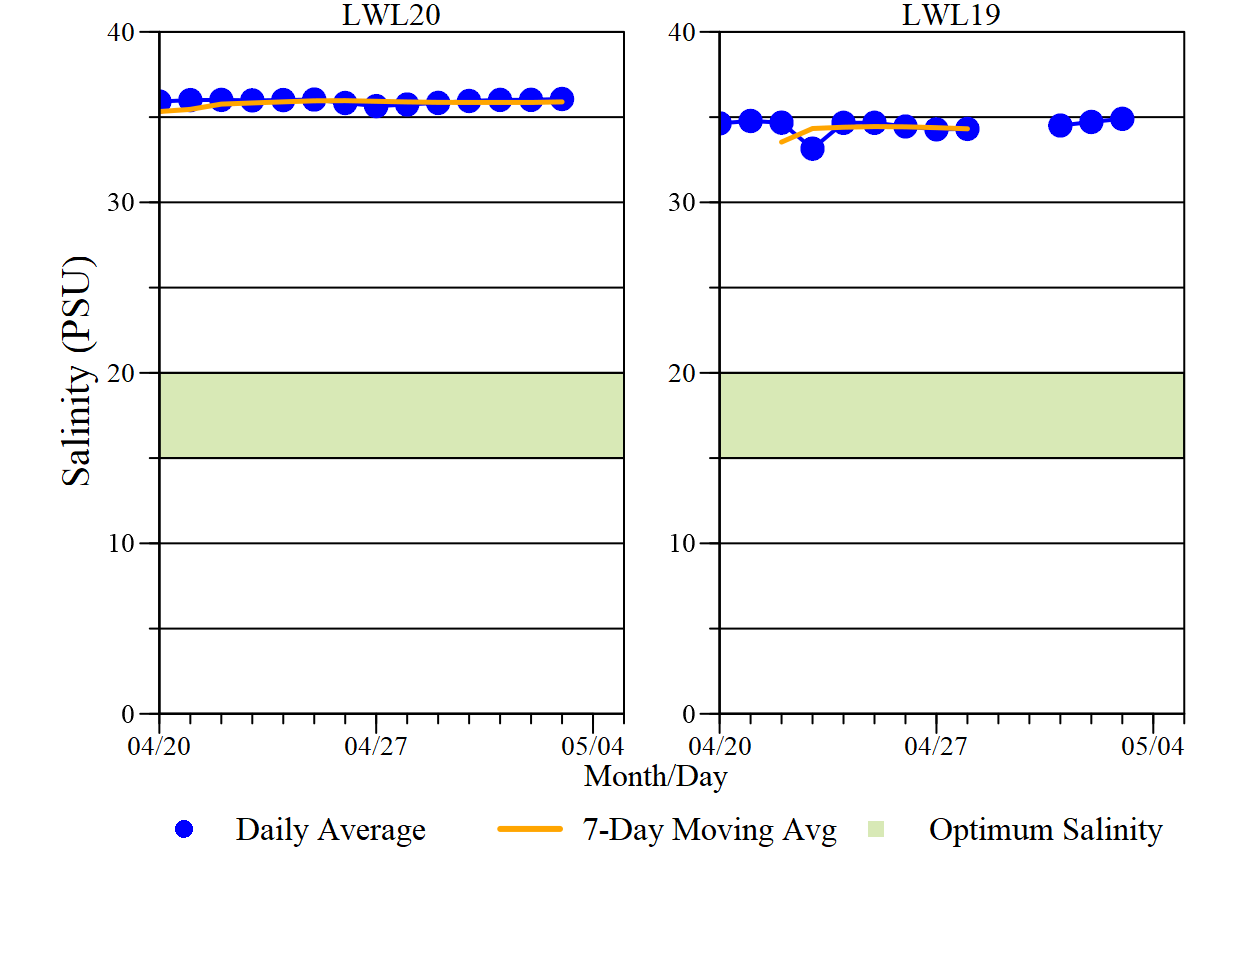 LWL20
LWL19
40
30
20
10
0
40
30
20
10
0
Salinity (PSU)
04/20
04/27
05/04
04/20
04/27
05/04
Month/Day
Daily Average
7-Day Moving Avg
Optimum Salinity